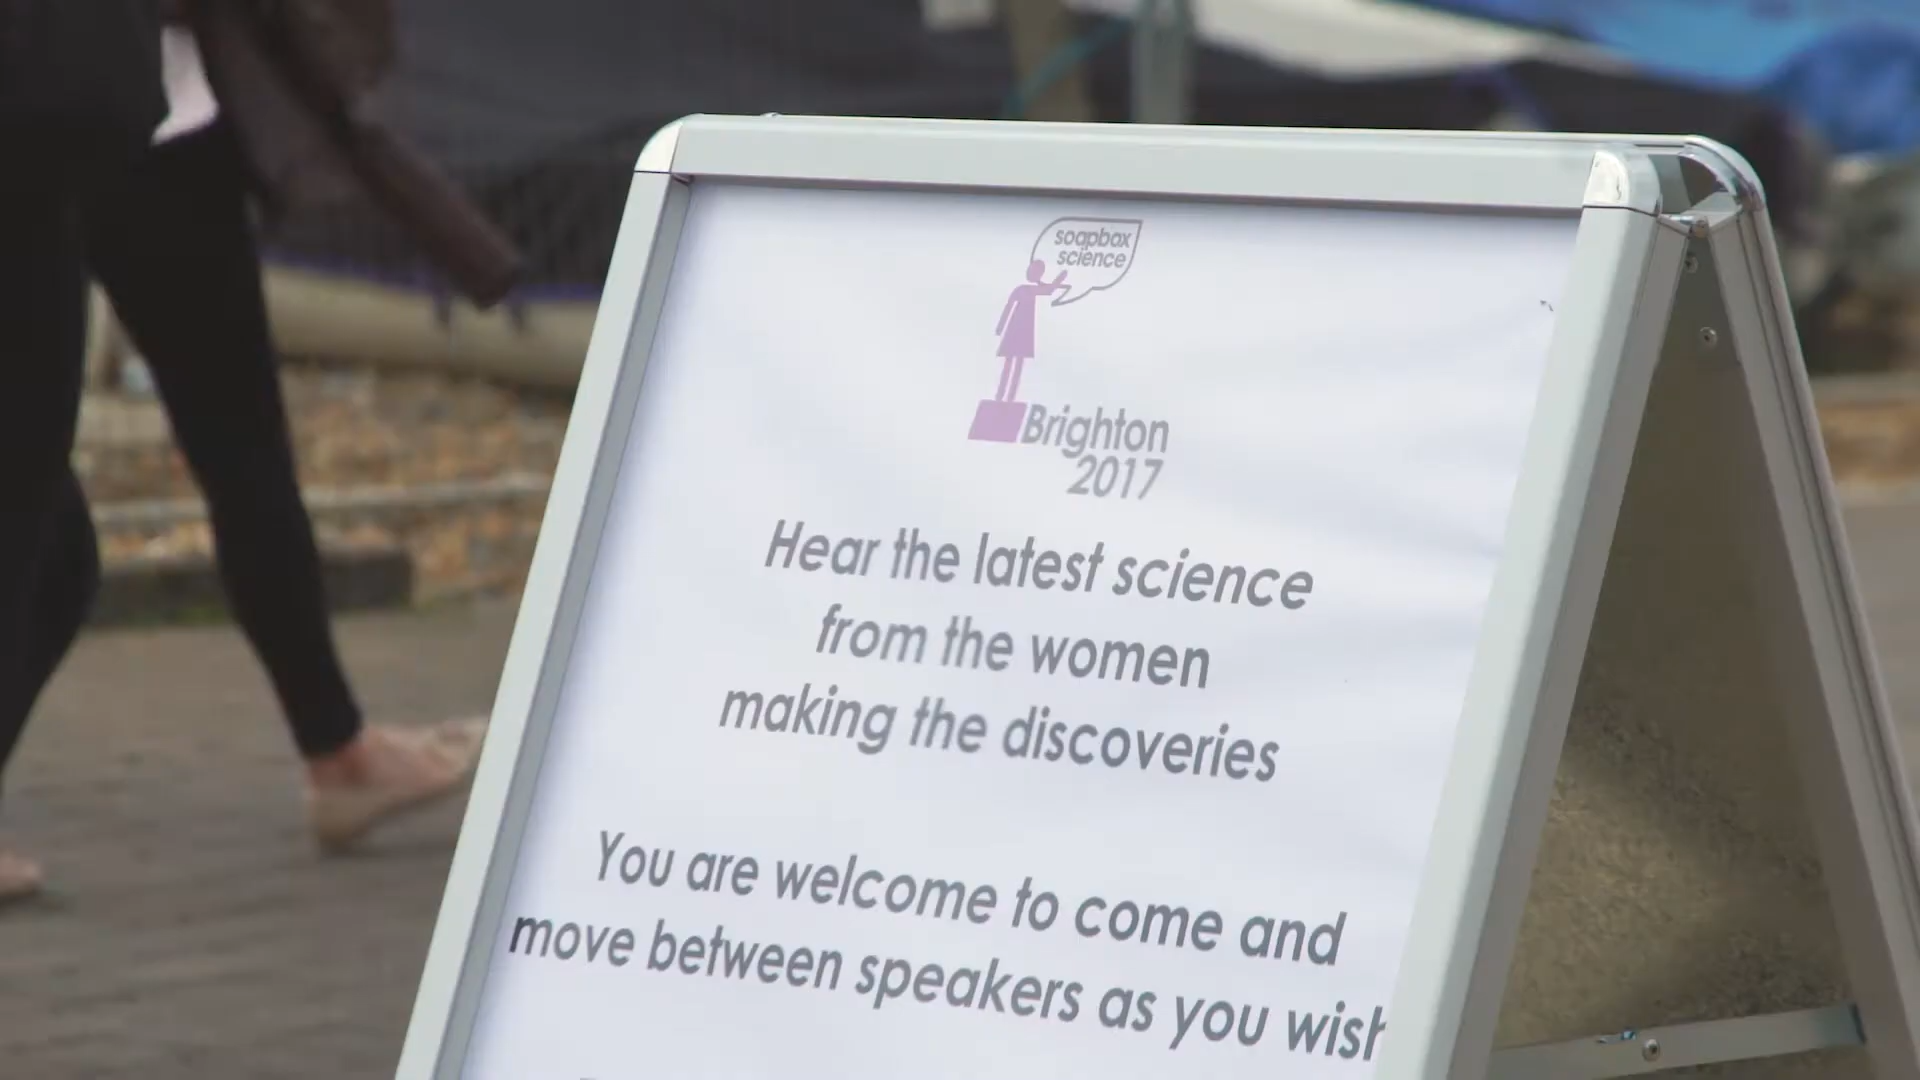 soapbox
science
Brighton
2017
Hear the latest science
from the women
making the discoveries
You are welcome to come and
move between speakers as you wish